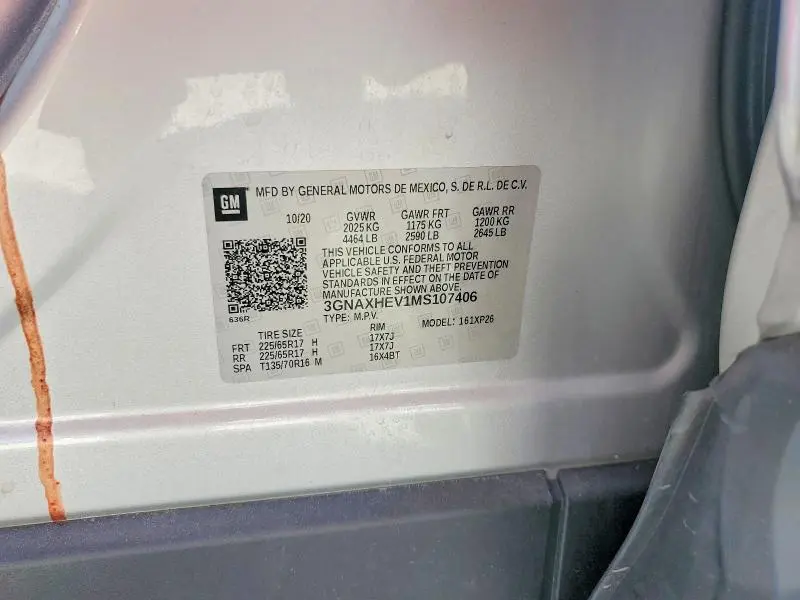 GM MFD BY GENERAL MOTORS DE MEXICO, S. DE R.L. DE C.V.
10/20 GVWR GAWR FRT GAWR RR
2025 KG 1175 KG 1200 KG
4464 LB 2590 LB 2645 LB
THIS VEHICLE CONFORMS TO ALL
APPLICABLE U.S. FEDERAL MOTOR
VEHICLE SAFETY AND THEFT PREVENTION
STANDARDS IN EFFECT ON THE DATE OF
MANUFACTURE SHOWN ABOVE.
3GNAXHEV1MS107406
636R TYPE: M.P.V. MODEL: 161XP26
TIRE SIZE RIM
FRT 225/65R17 H 17X7J
RR 225/65R17 H 17X7J
SPA T135/70R16 M 16X4BT